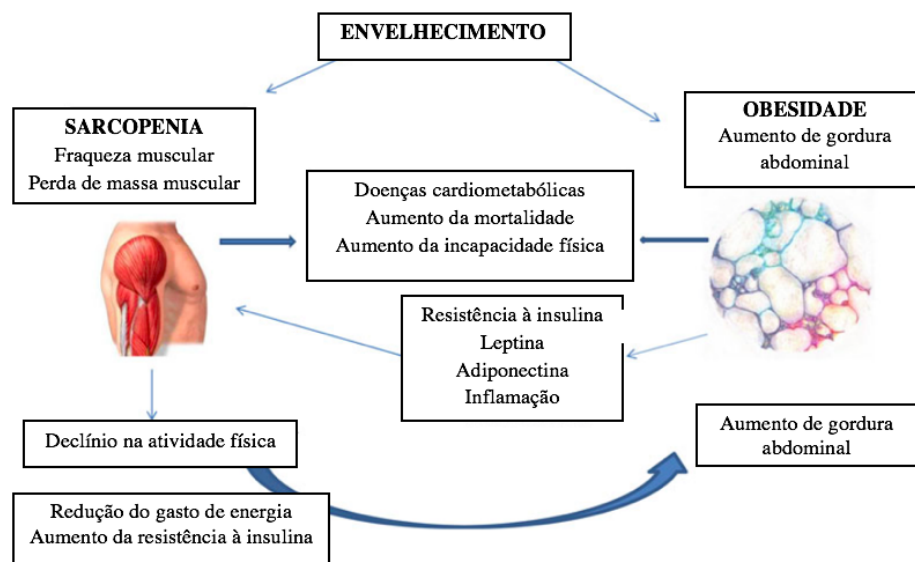 ENVELHECIMENTO
SARCOPENIA
Fraqueza muscular
Perda de massa muscular
OBESIDADE
Aumento de gordura
abdominal
Doenças cardiometabólicas
Aumento da mortalidade
Aumento da incapacidade física
Resistência à insulina
Leptina
Adiponectina
Inflamação
Declínio na atividade física
Aumento de gordura
abdominal
Redução do gasto de energia
Aumento da resistência à insulina